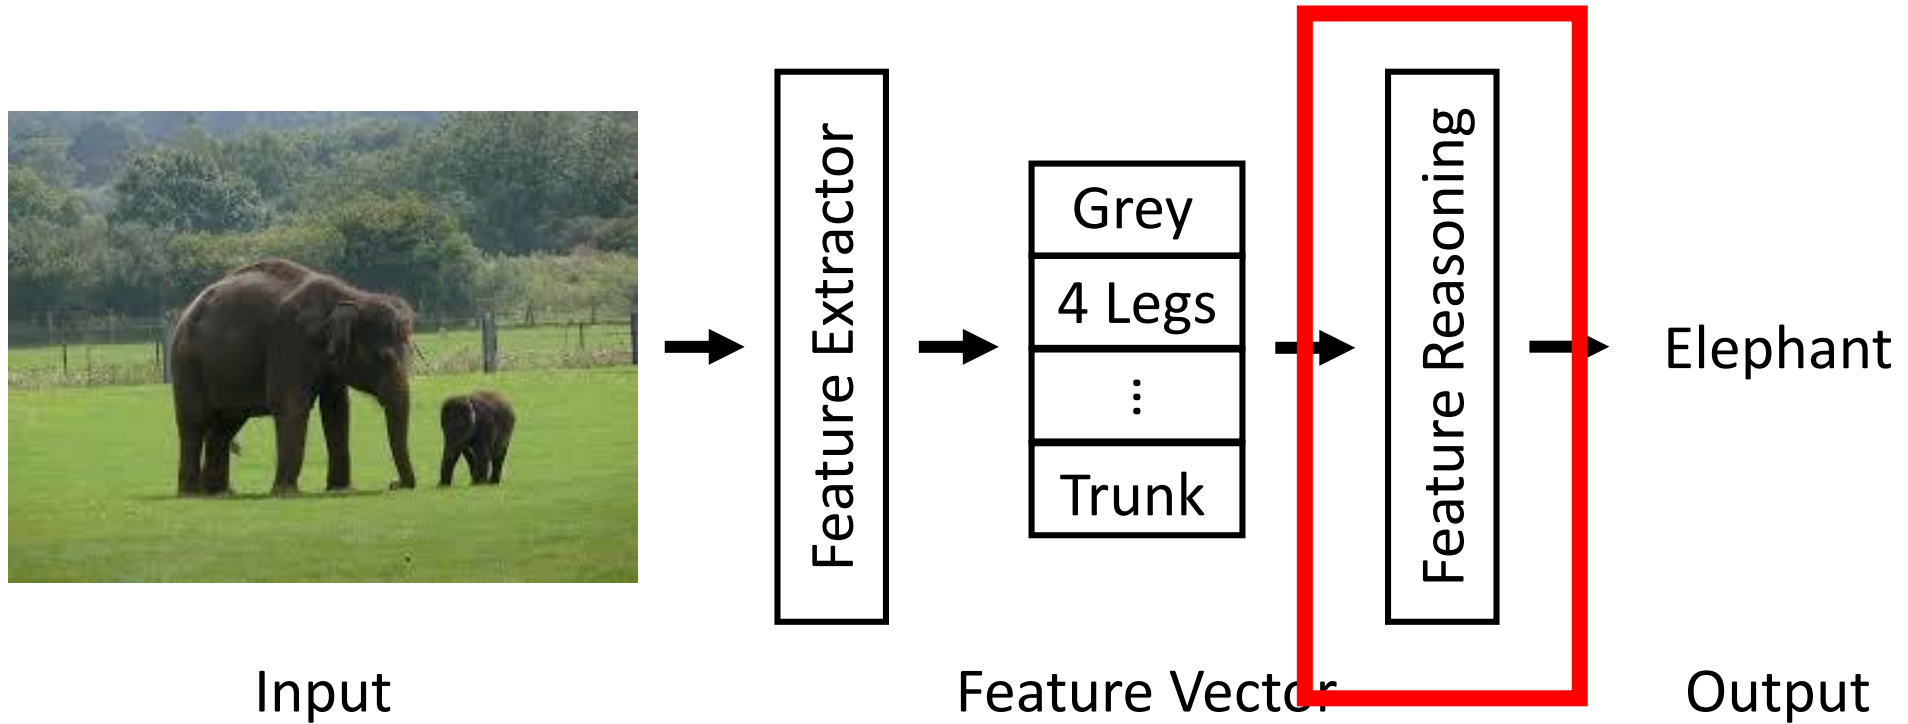 Feature Extractor
Grey
4 Legs
⋮
Trunk
Feature Reasoning
Elephant
Input
Feature Vector
Output